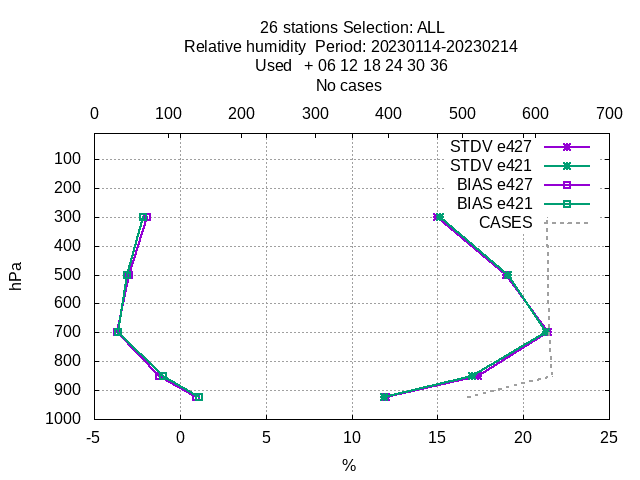 26 stations Selection: ALL
Relative humidity  Period: 20230114-20230214
Used   + 06 12 18 24 30 36
No cases
0 100 200 300 400 500 600 700
STDV e427
STDV e421
BIAS e427
BIAS e421
CASES
100
200
300
400
500
600
700
800
900
1000
hPa
-5 0 5 10 15 20 25
%